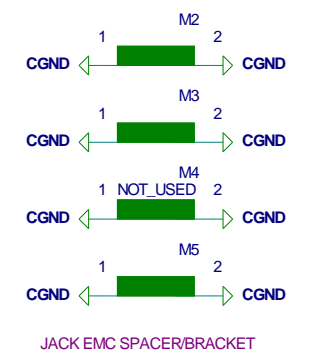 M2
1 2
CGND CGND
M3
1 2
CGND CGND
M4
1 NOT_USED 2
CGND CGND
M5
1 2
CGND CGND
JACK EMC SPACER/BRACKET